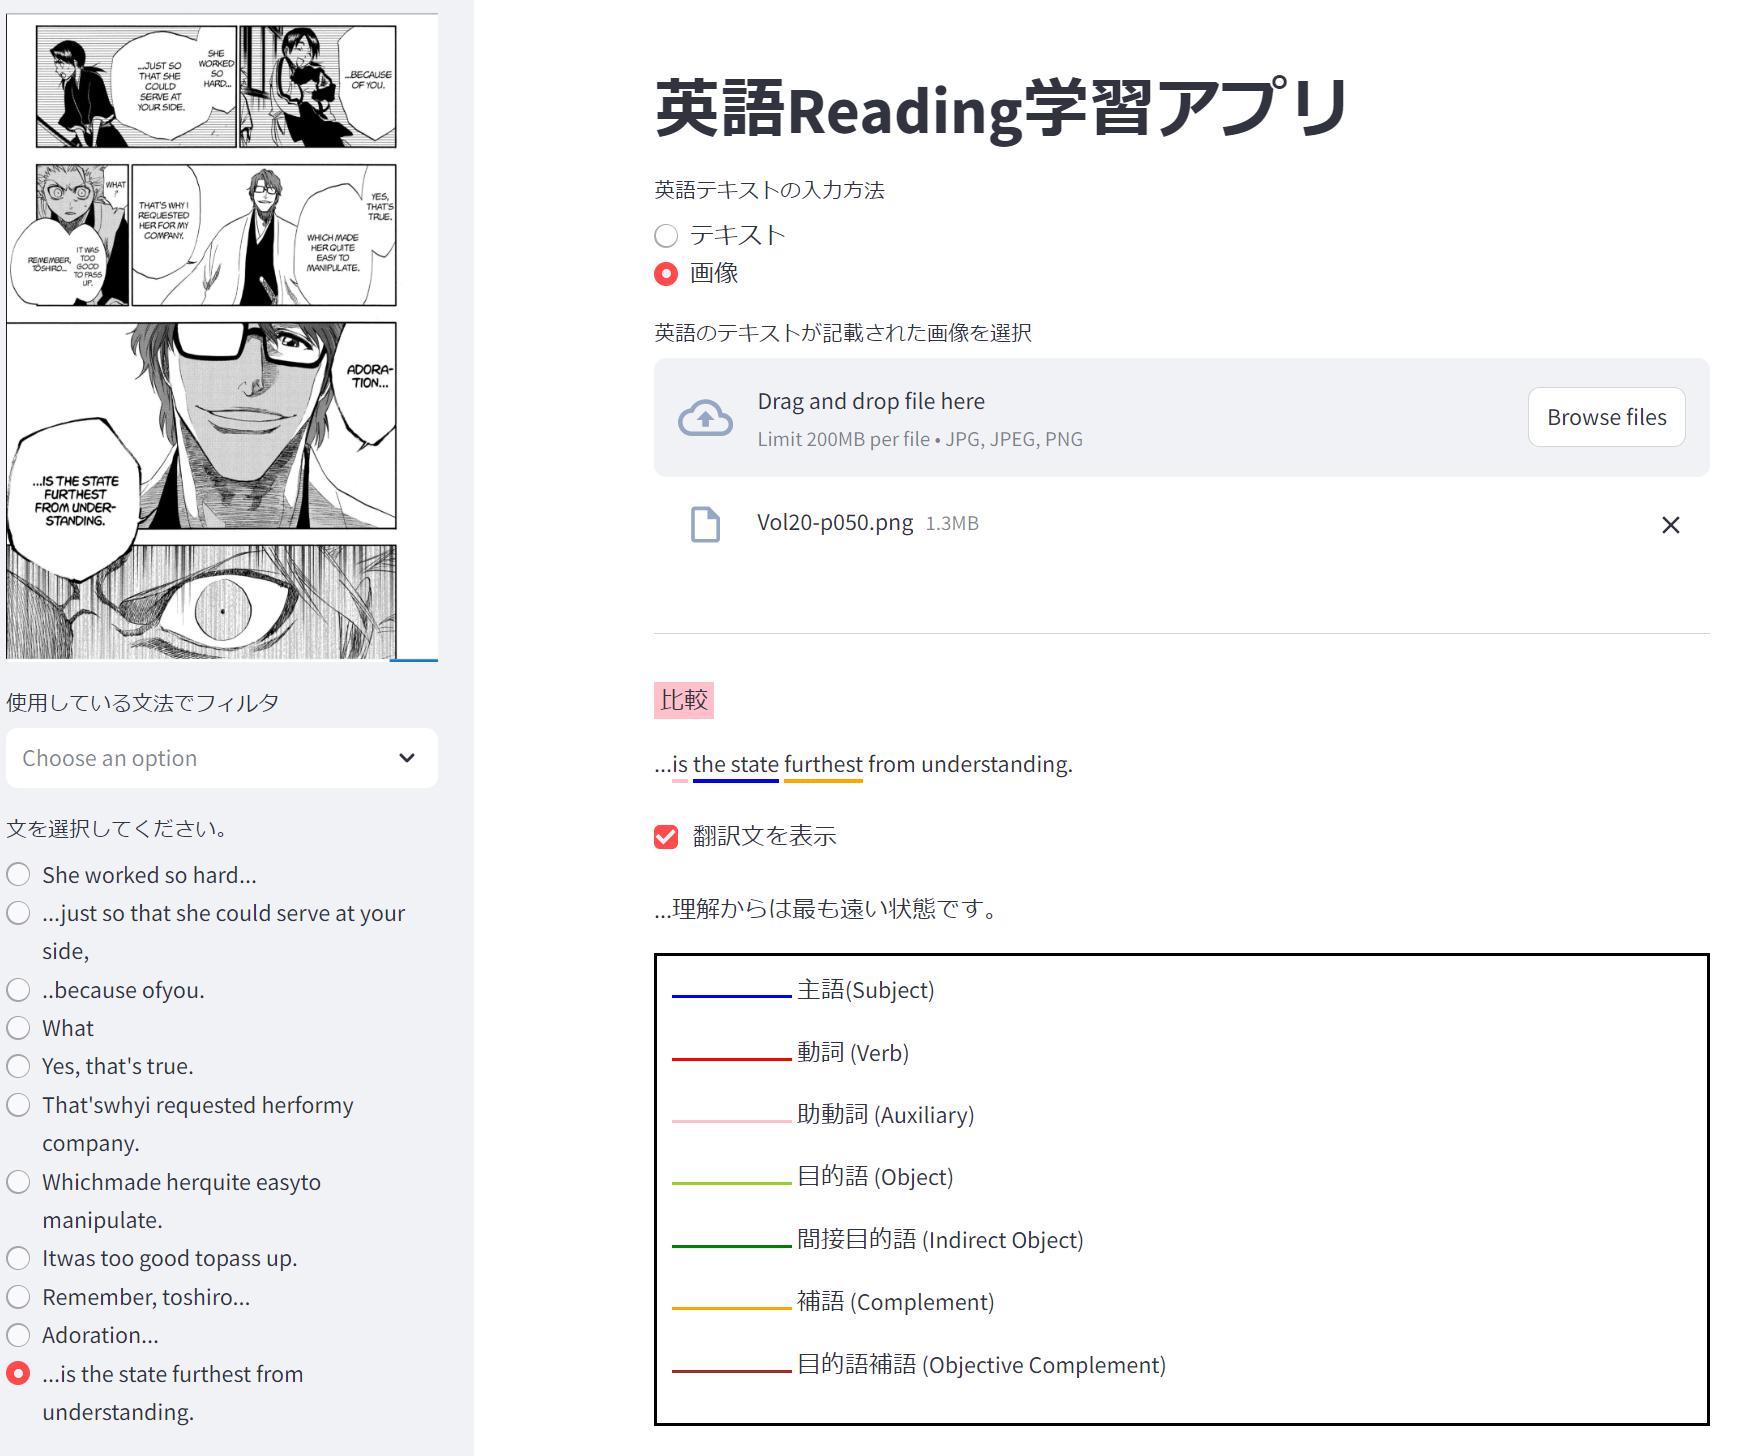 ...JUST SO
THAT SHE
COULD
SERVE AT
YOUR SIDE.
SHE
WORKED
SO
HARD...
...BECAUSE
OF YOU.
WHAT
?
THAT'S WHY I
REQUESTED
HER FOR MY
COMPANY.
YES,
THAT'S
TRUE.
WHICH MADE
HER QUITE
EASY TO
MANIPULATE.
REMEMBER,
TŌSHIRO...
IT WAS
TOO
GOOD
TO PASS
UP.
ADORA-
TION...
...IS THE STATE
FURTHEST
FROM UNDER-
STANDING.
使用している文法でフィルタ
Choose an option
文を選択してください。
She worked so hard...
...just so that she could serve at your
side,
..because ofyou.
What
Yes, that's true.
That'swhyi requested herformy
company.
Whichmade herquite easyto
manipulate.
Itwas too good topass up.
Remember, toshiro...
Adoration...
...is the state furthest from
understanding.
英語Reading学習アプリ
英語テキストの入力方法
テキスト
画像
英語のテキストが記載された画像を選択
Drag and drop file here
Limit 200MB per file • JPG, JPEG, PNG
Browse files
Vol20-p050.png 1.3MB
比較
...is the state furthest from understanding.
翻訳文を表示
...理解からは最も遠い状態です。
主語(Subject)
動詞 (Verb)
助動詞 (Auxiliary)
目的語 (Object)
間接目的語 (Indirect Object)
補語 (Complement)
目的語補語 (Objective Complement)